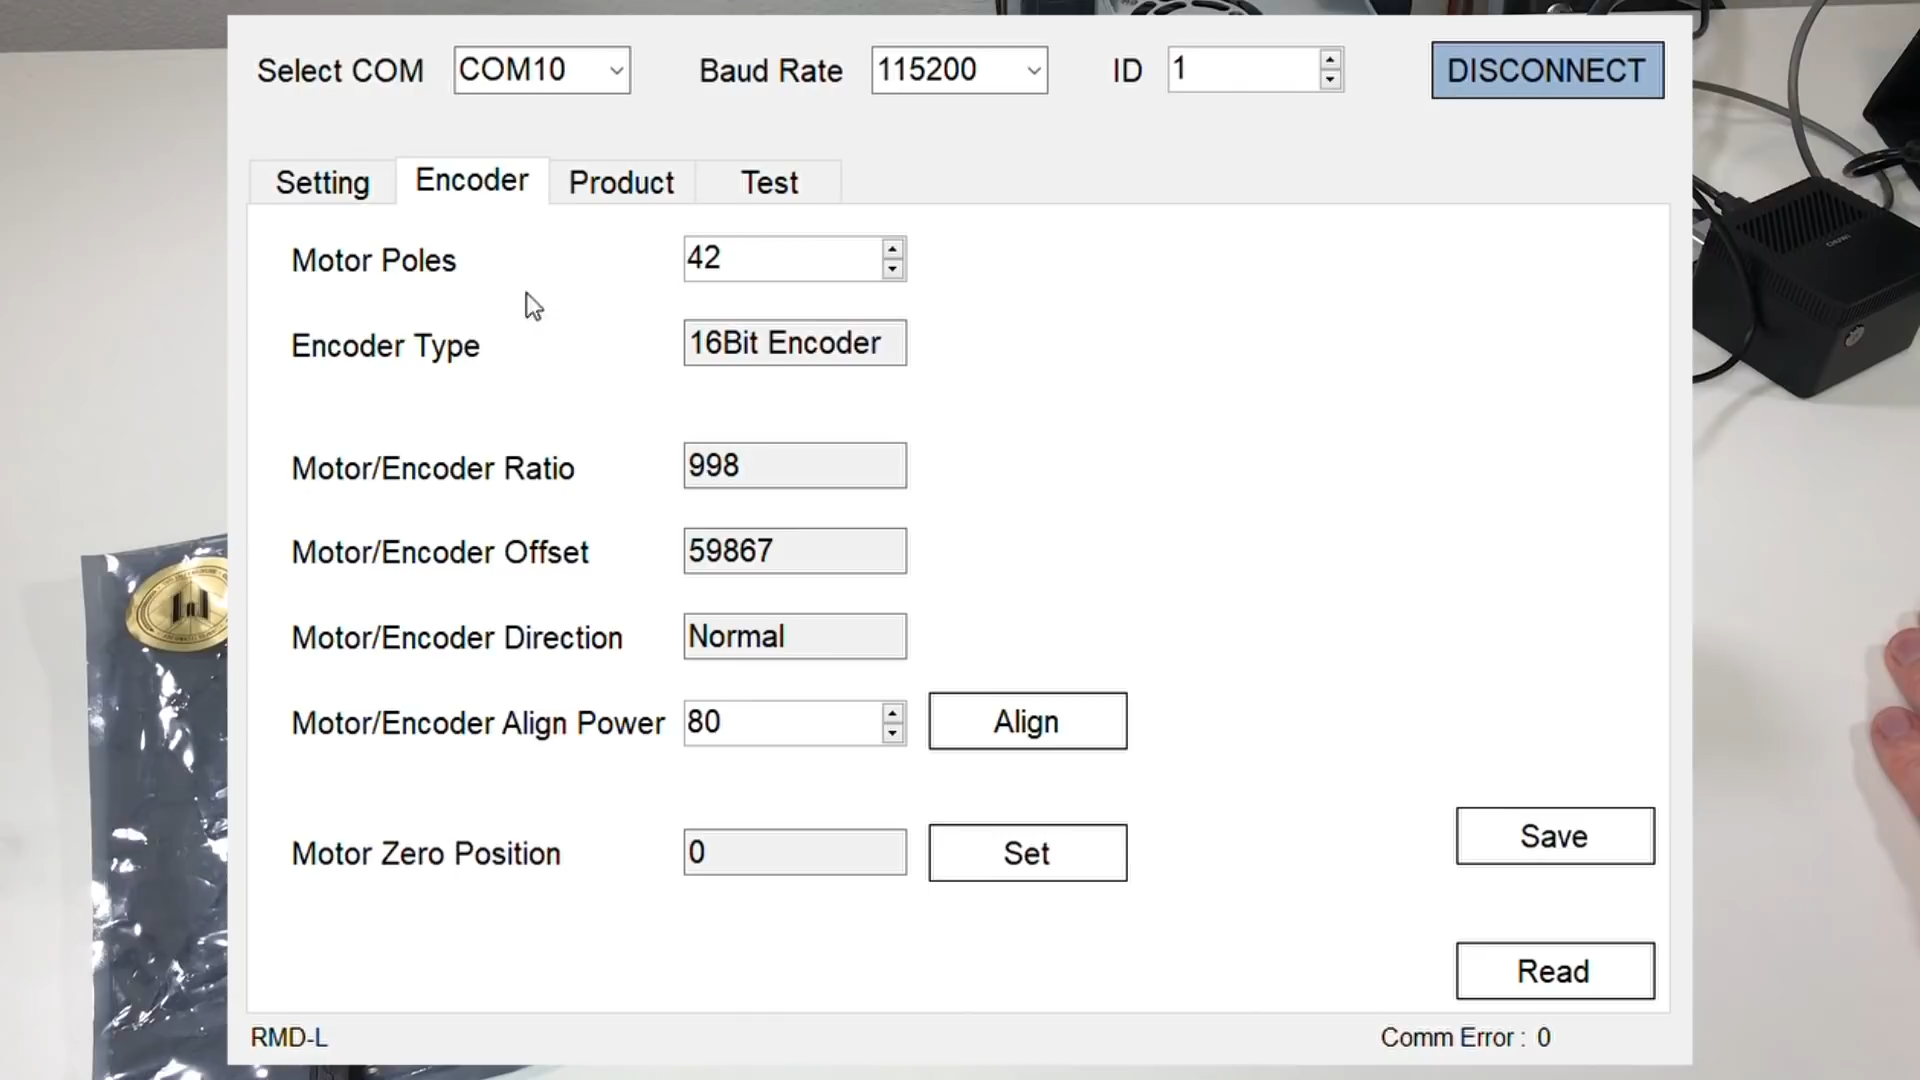 Select COM COM10 Baud Rate 115200 ID 1 DISCONNECT
Setting Encoder Product Test
Motor Poles 42
Encoder Type 16Bit Encoder
Motor/Encoder Ratio 998
Motor/Encoder Offset 59867
Motor/Encoder Direction Normal
Motor/Encoder Align Power 80 Align
Motor Zero Position 0 Set
Save
Read
RMD-L Comm Error : 0